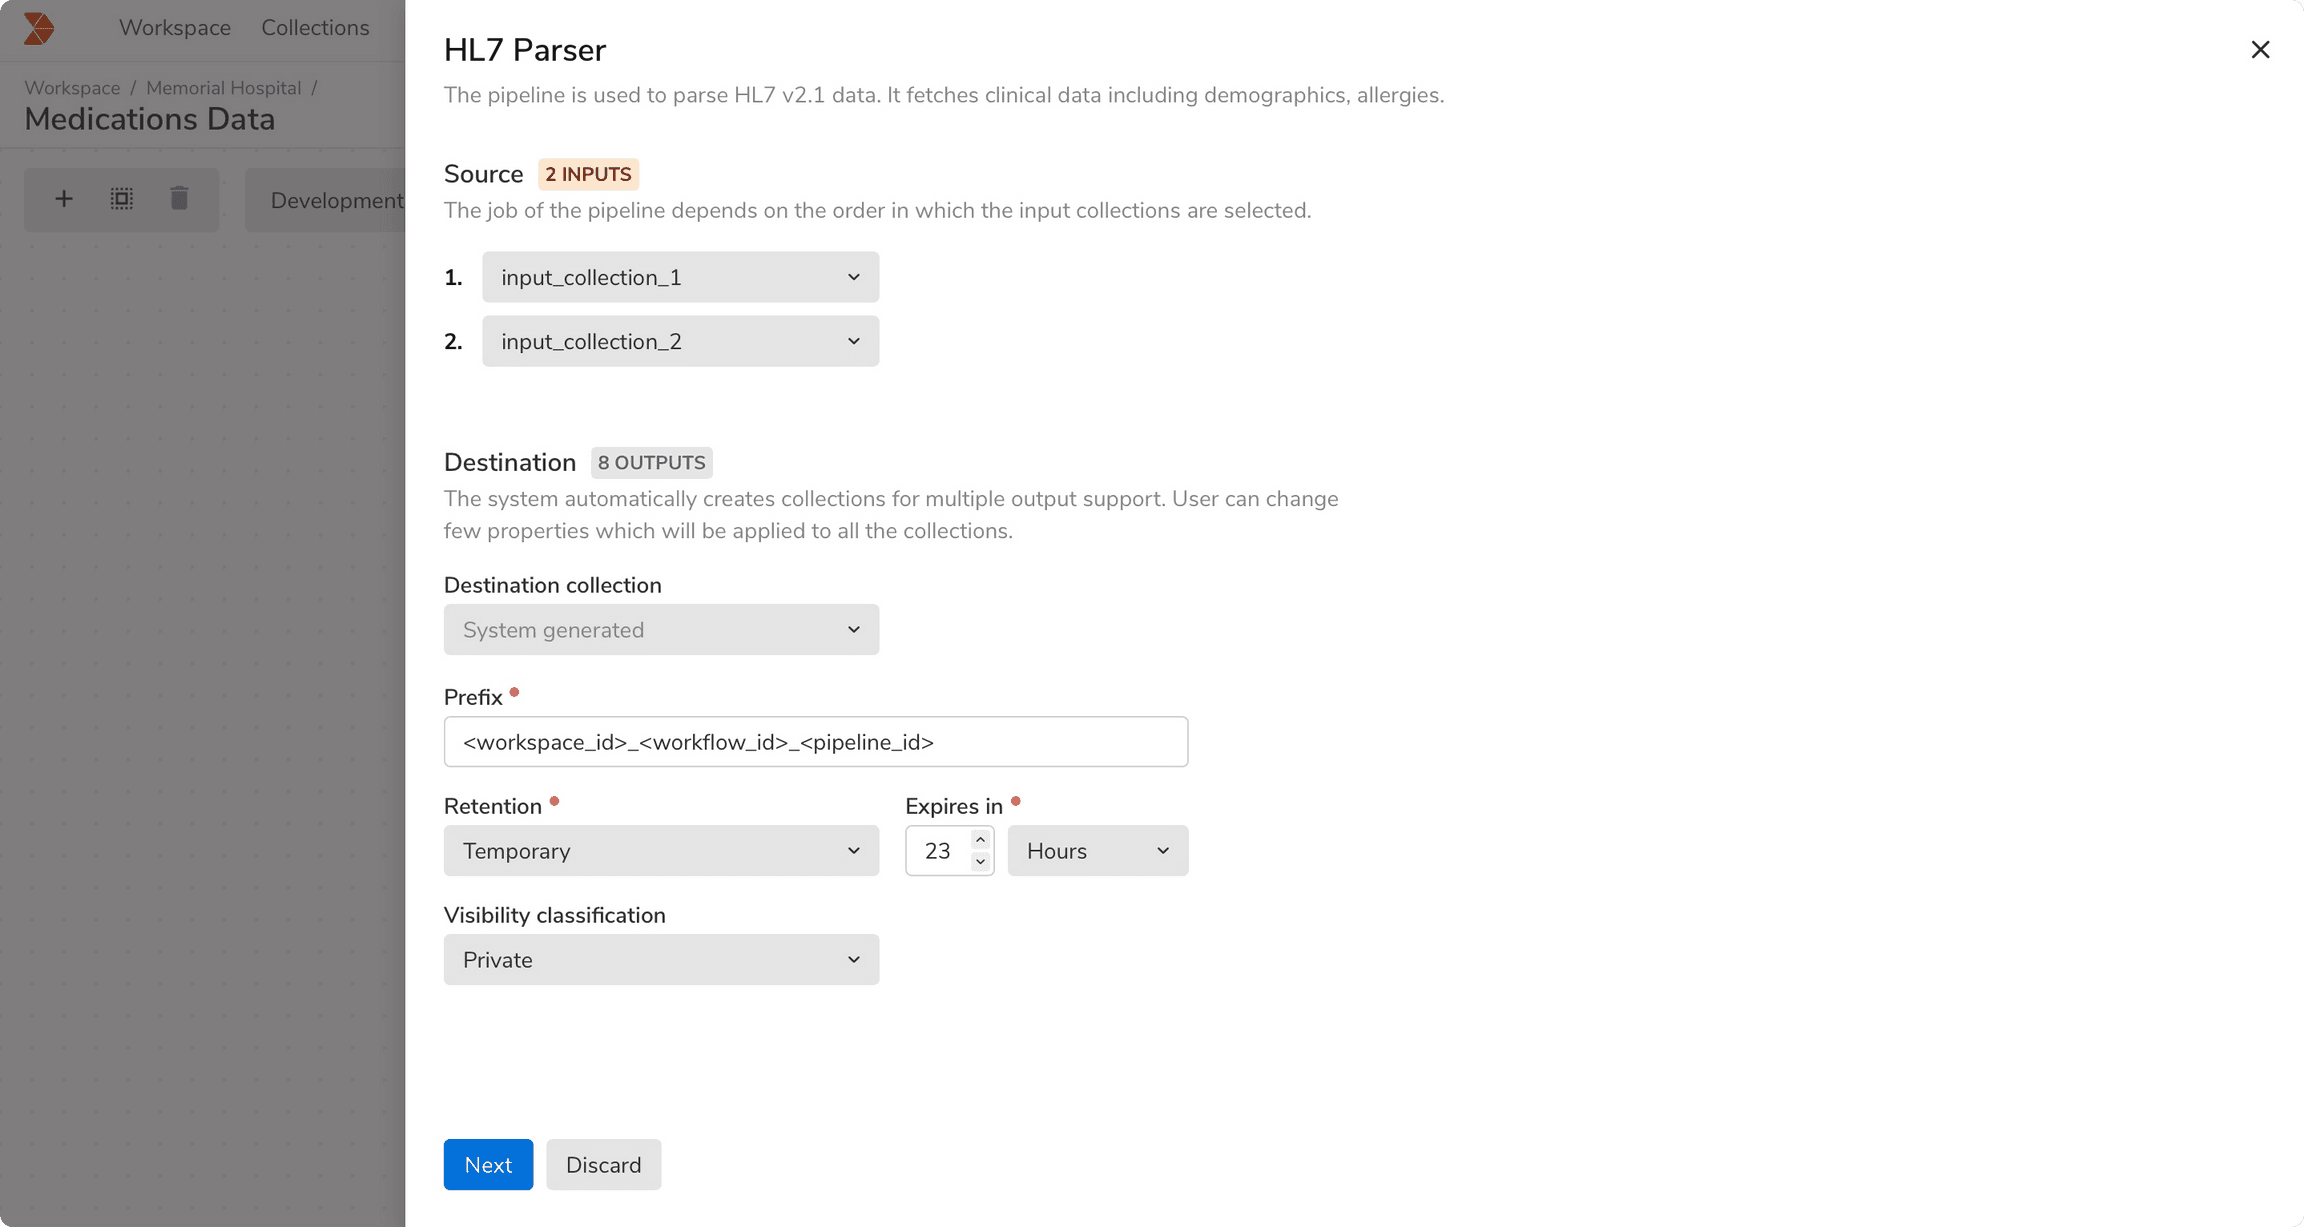 Workspace Collections
Workspace / Memorial Hospital /
Medications Data
Development
HL7 Parser
The pipeline is used to parse HL7 v2.1 data. It fetches clinical data including demographics, allergies.
Source 2 INPUTS
The job of the pipeline depends on the order in which the input collections are selected.
1. input_collection_1
2. input_collection_2
Destination 8 OUTPUTS
The system automatically creates collections for multiple output support. User can change
few properties which will be applied to all the collections.
Destination collection
System generated
Prefix
<workspace_id>_<workflow_id>_<pipeline_id>
Retention Expires in
Temporary 23 Hours
Visibility classification
Private
Next Discard